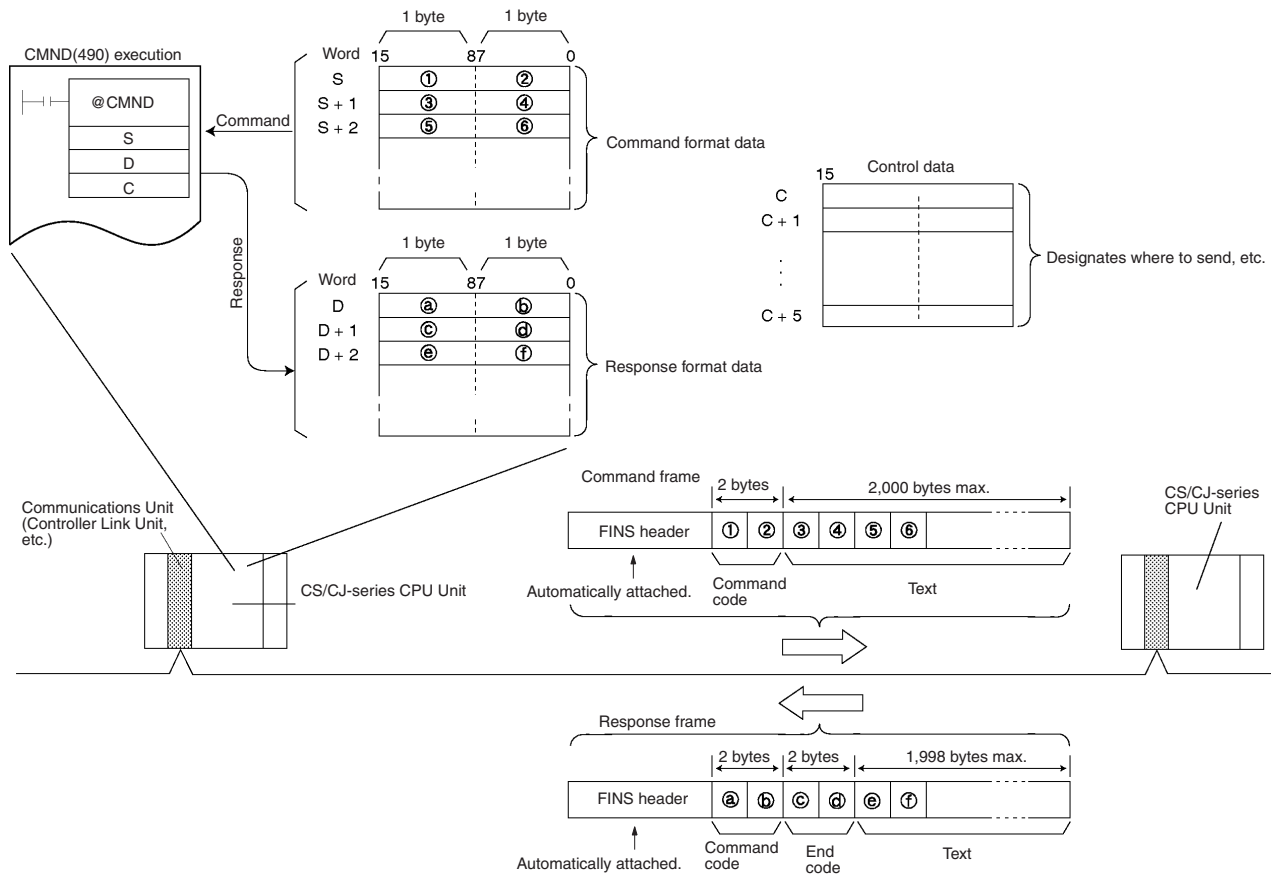 1 byte 1 byte
CMND(490) execution
Word 15 87 0
S ① ②
@CMND
S + 1 ③ ④
Command
S + 2 ⑤ ⑥
S
Command format data
D
Control data
C
15
C
C + 1
1 byte 1 byte
Response
Designates where to send, etc.
Word
15 87 0
D ⓐ ⓑ
C + 5
D + 1 ⓒ ⓓ
D + 2 ⓔ ⓕ
Response format data
Command frame
2 bytes 2,000 bytes max.
CS/CJ-series
CPU Unit
Communications Unit
(Controller Link Unit,
etc.)
FINS header ① ② ③ ④ ⑤ ⑥
Automatically attached.
Command
code
Text
CS/CJ-series CPU Unit
Response frame
2 bytes 2 bytes 1,998 bytes max.
FINS header ⓐ ⓑ ⓒ ⓓ ⓔ ⓕ
Automatically attached.
Command
code
End
code
Text